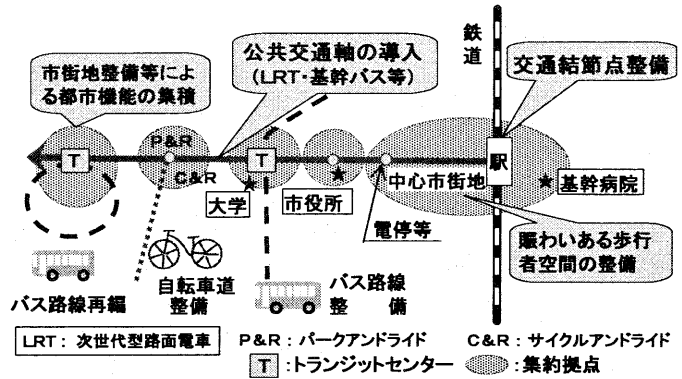 鉄道
公共交通軸の導入
(LRT・基幹バス等)
交通結節点整備
市街地整備等によ
る都市機能の集積
P&R
T
T
駅
C&R
中心市街地
基幹病院
大学
市役所
電停等
賑わいある歩行
者空間の整備
バス路線再編
自転車道
整備
バス路線
整備
LRT: 次世代型路面電車
P&R: パークアンドライド
C&R: サイクルアンドライド
T :トランジットセンター
:集約拠点